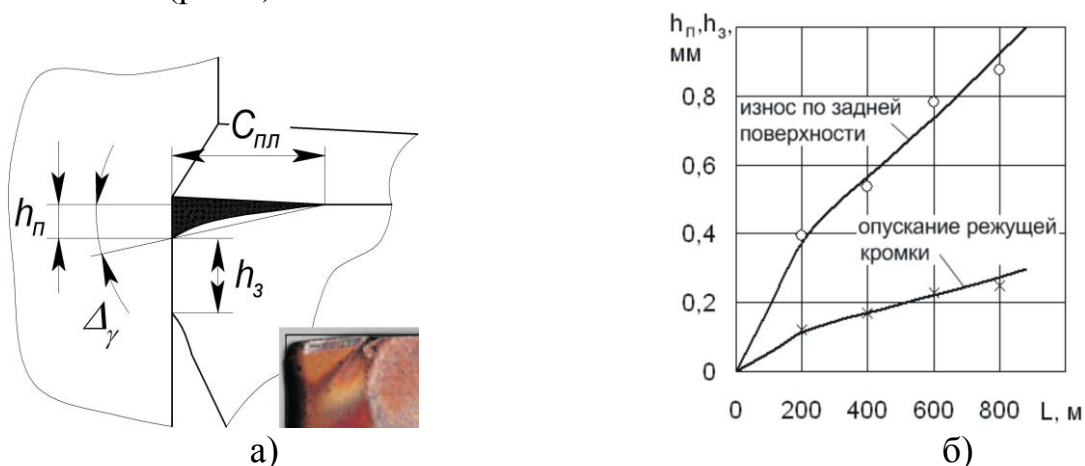 C_пл
h_п
h_з
Δ_γ
а)
h_п,h_з,
мм
0,8
0,6
0,4
0,2
0
износ по задней
поверхности
опускание режущей
кромки
0 200 400 600 800 L, м
б)